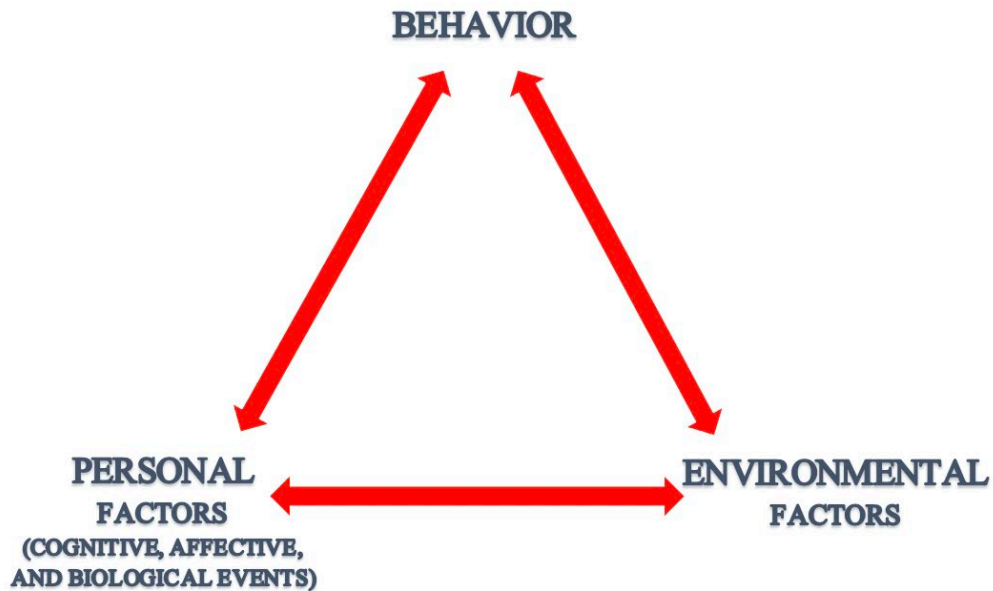 BEHAVIOR
PERSONAL
FACTORS
(COGNITIVE, AFFECTIVE,
AND BIOLOGICAL EVENTS)
ENVIRONMENTAL
FACTORS